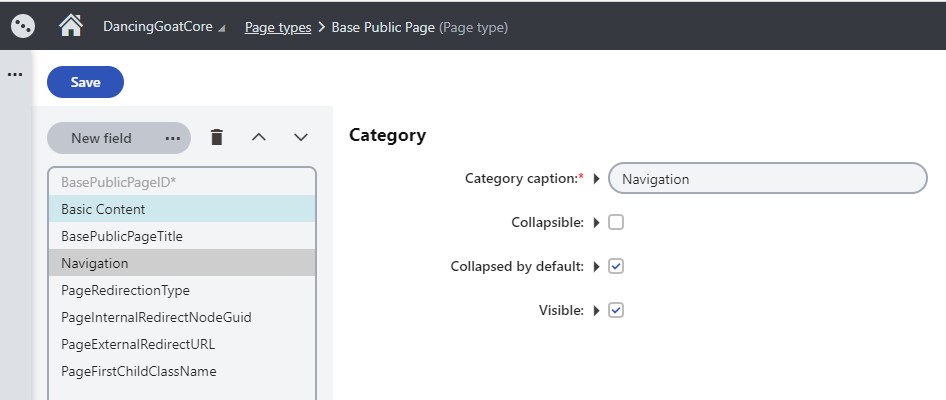 DancingGoatCore Page types > Base Public Page (Page type)
Save
New field ...
Category
BasePublicPageID*
Category caption:* Navigation
Basic Content
Collapsible:
BasePublicPageTitle
Navigation
Collapsed by default:
PageRedirectionType
Visible:
PageInternalRedirectNodeGuid
PageExternalRedirectURL
PageFirstChildClassName